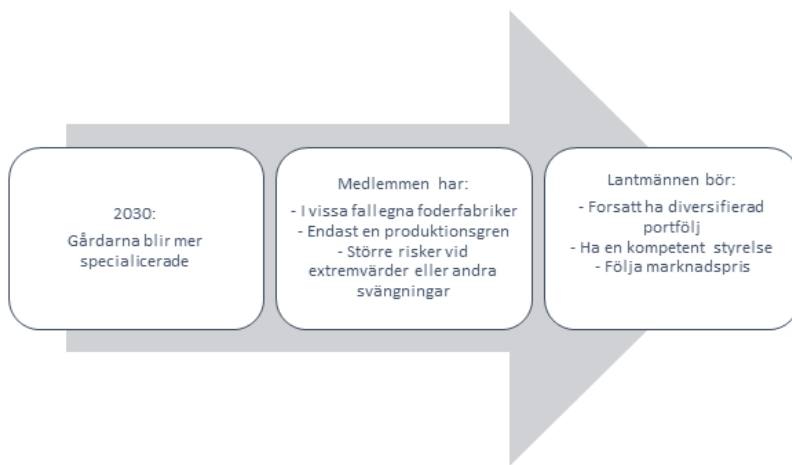 2030:
Gårdarna blir mer
specialicerade
Medlemmen har:
- I vissa fall egna foderfabriker
- Endast en produktionsgren
- Större risker vid
extremvärder eller andra
svängningar
Lantmännen bör:
- Forsatt ha diversifierad
portfölj
- Ha en kompetent styrelse
- Följa marknadspris